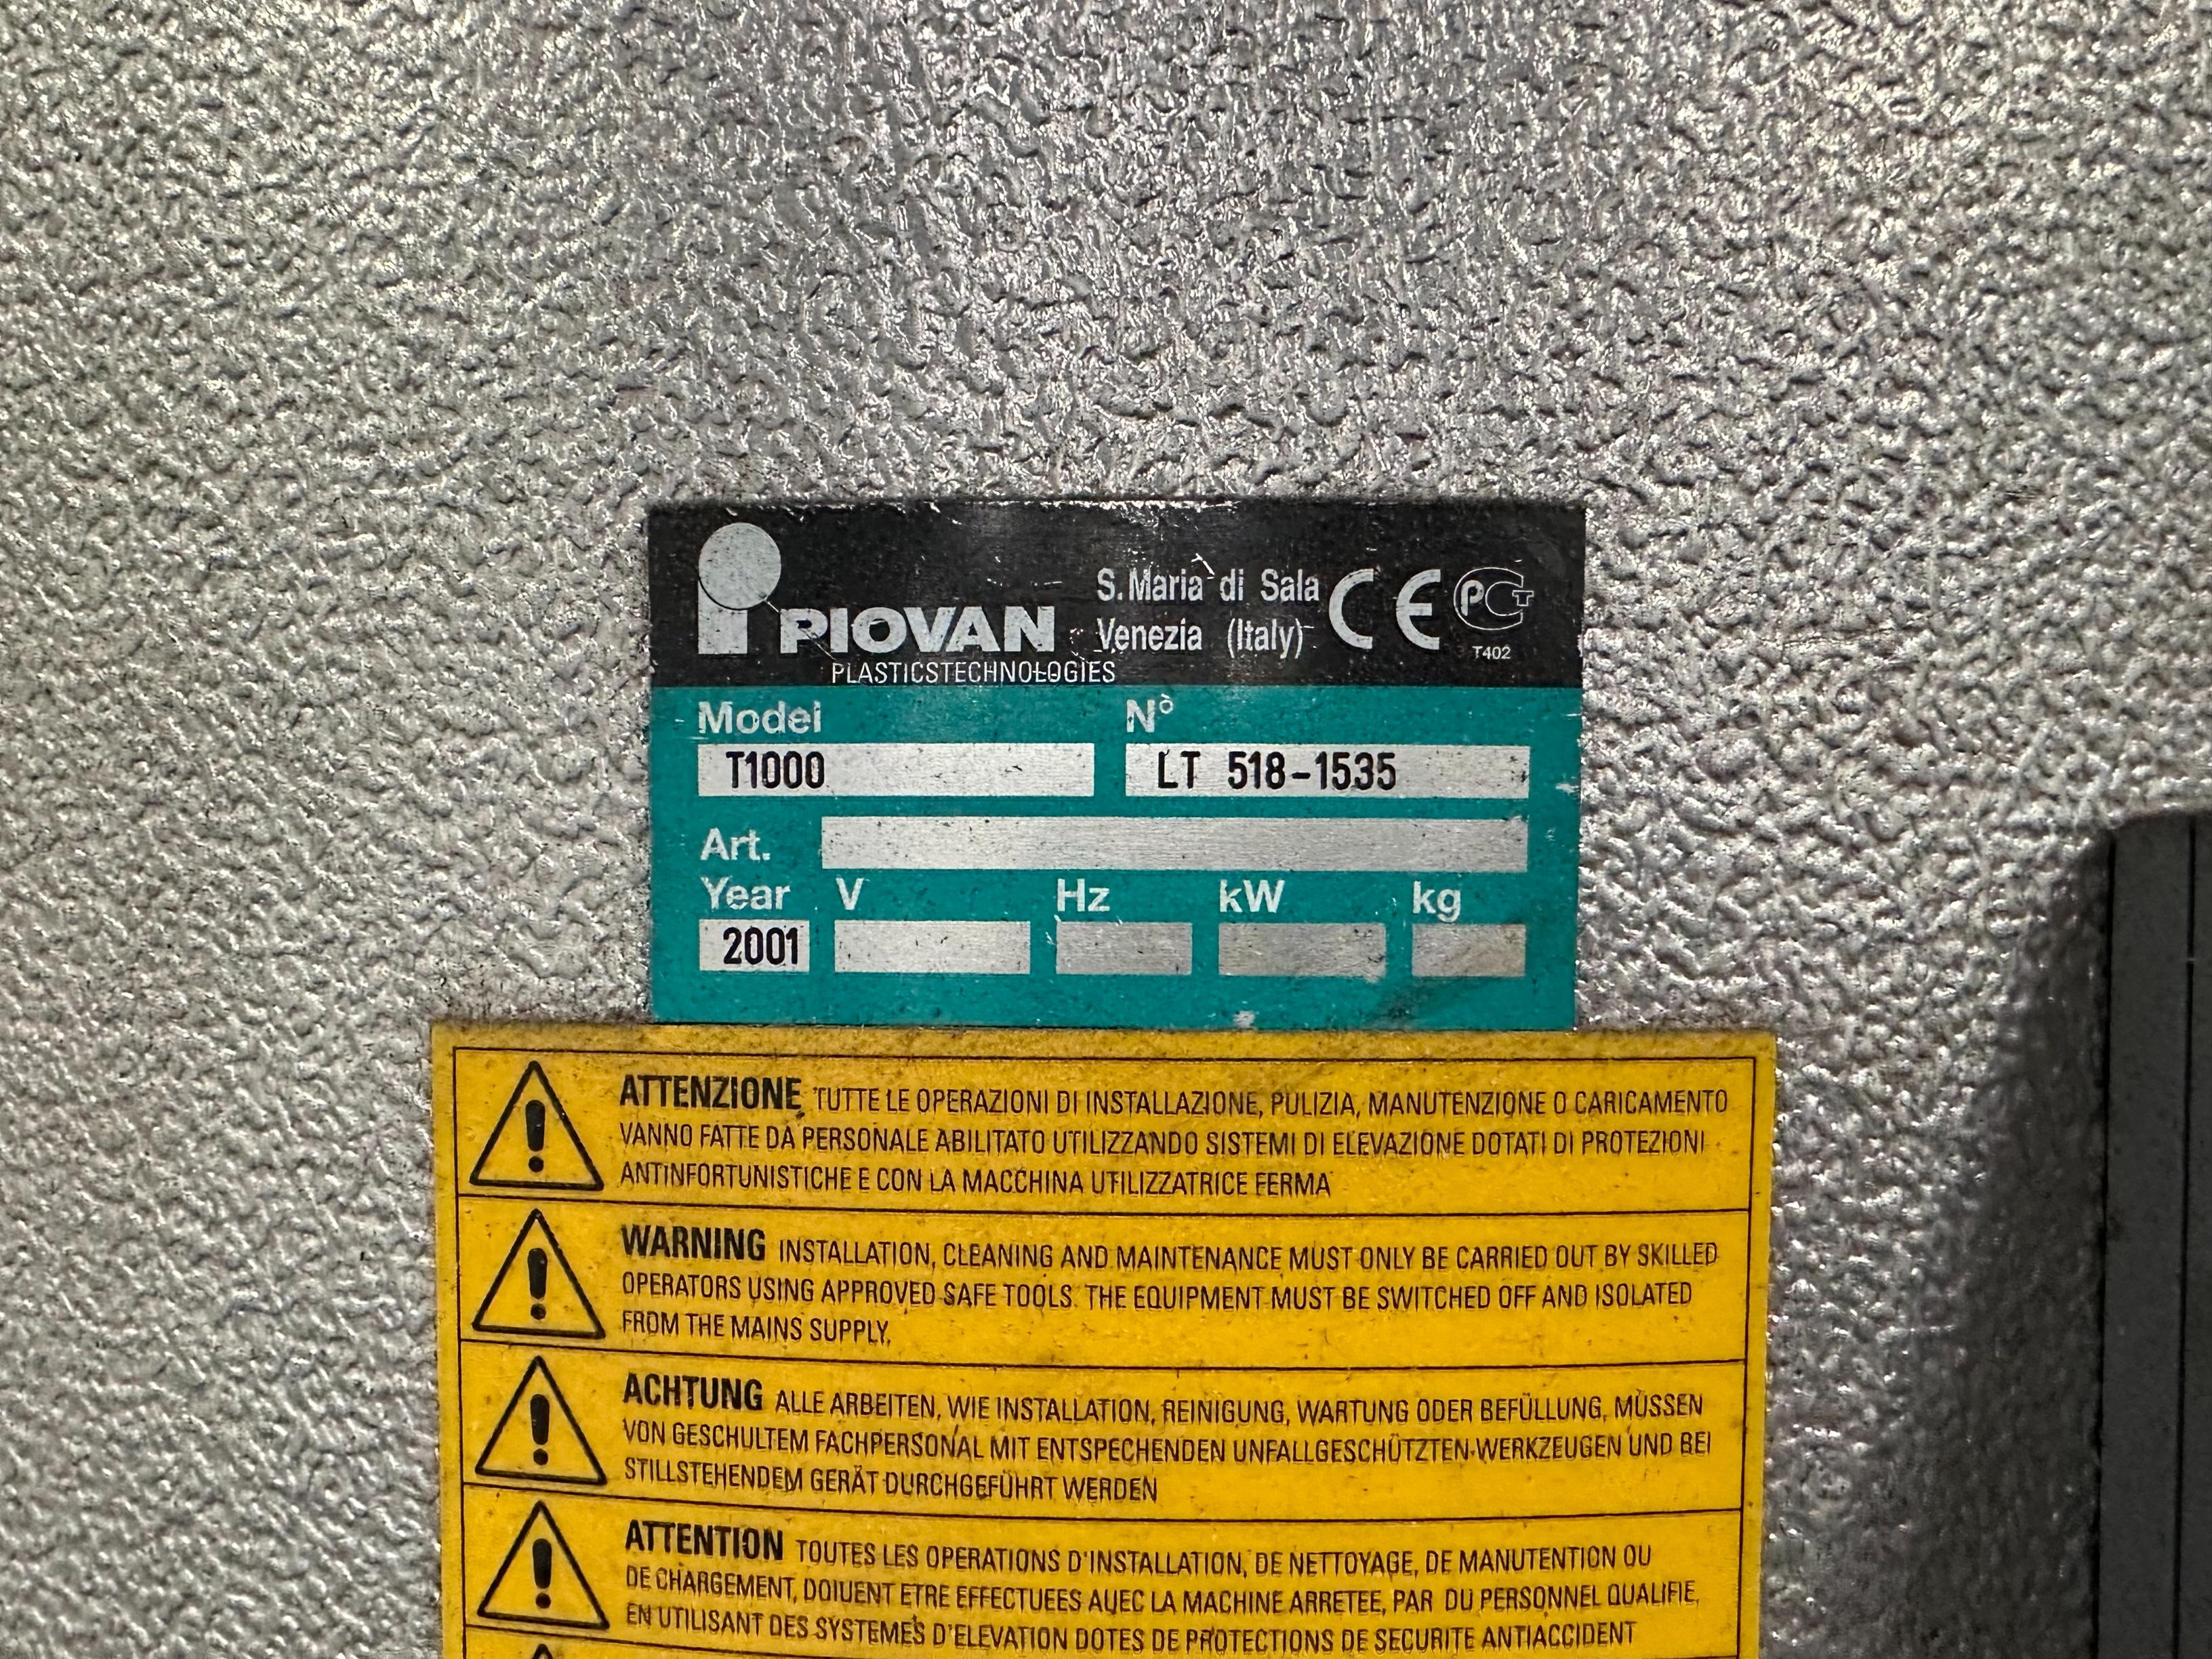 PIOVAN
PLASTICSTECHNOLOGIES
S.Maria di Sala
Venezia (Italy)
CE
PCT
T402
Model
N°
T1000
LT 518-1535
Art.
Year V Hz kW kg
2001
ATTENZIONE TUTTE LE OPERAZIONI DI INSTALLAZIONE, PULIZIA, MANUTENZIONE O CARICAMENTO
VANNO FATTE DA PERSONALE ABILITATO UTILIZZANDO SISTEMI DI ELEVAZIONE DOTATI DI PROTEZIONI
ANTINFORTUNISTICHE E CON LA MACCHINA UTILIZZATRICE FERMA
WARNING INSTALLATION, CLEANING AND MAINTENANCE MUST ONLY BE CARRIED OUT BY SKILLED
OPERATORS USING APPROVED SAFE TOOLS. THE EQUIPMENT MUST BE SWITCHED OFF AND ISOLATED
FROM THE MAINS SUPPLY.
ACHTUNG ALLE ARBEITEN, WIE INSTALLATION, REINIGUNG, WARTUNG ODER BEFÜLLUNG, MÜSSEN
VON GESCHULTEM FACHPERSONAL MIT ENTSPECHENDEN UNFALLGESCHÜTZTEN-WERKZEUGEN UND BEI
STILLSTEHENDEM GERÄT DURCHGEFÜHRT WERDEN
ATTENTION TOUTES LES OPERATIONS D'INSTALLATION, DE NETTOYAGE, DE MANUTENTION OU
DE CHARGEMENT, DOIUENT ETRE EFFECTUEES AUEC LA MACHINE ARRETEE, PAR DU PERSONNEL QUALIFIE,
EN UTILISANT DES SYSTEMES D'ELEVATION DOTES DE PROTECTIONS DE SECURITE ANTIACCIDENT